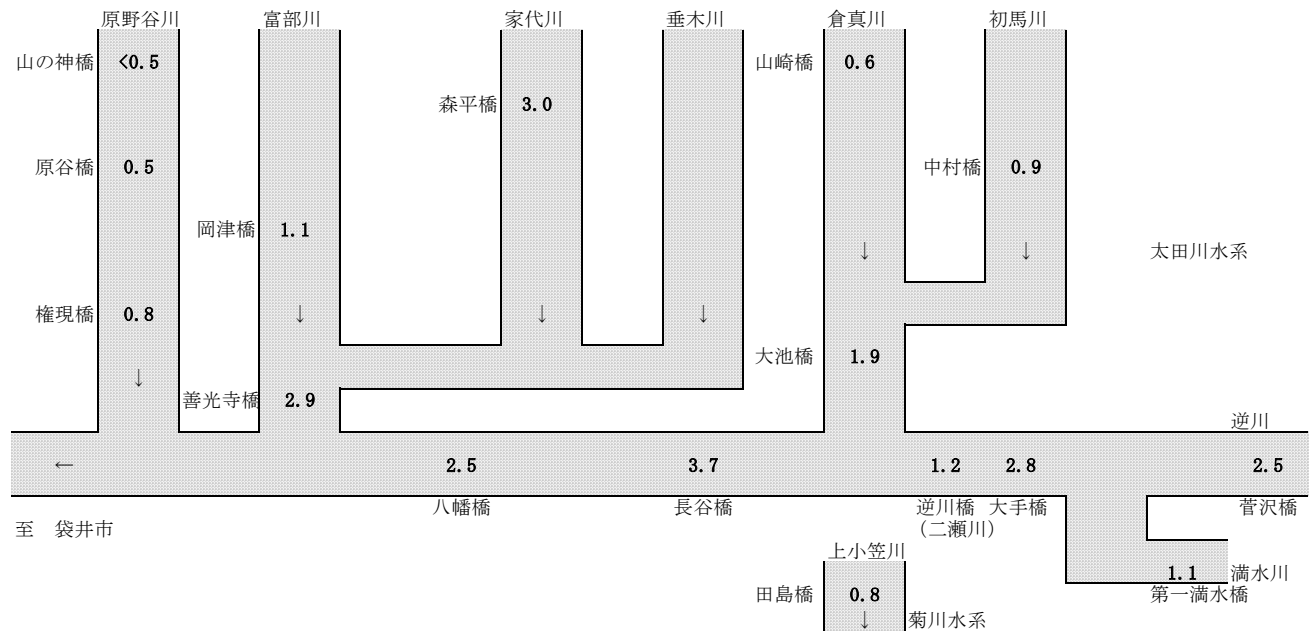 原野谷川 富部川 家代川 垂木川 倉真川 初馬川
山の神橋 <0.5 山崎橋 0.6
森平橋 3.0
原谷橋 0.5 中村橋 0.9
岡津橋 1.1
↓ ↓ 太田川水系
権現橋 0.8 ↓ ↓ ↓
大池橋 1.9
↓
善光寺橋 2.9
逆川
← 2.5 3.7 1.2 2.8 2.5
八幡橋 長谷橋 逆川橋 大手橋 菅沢橋
至 袋井市 (二瀬川)
上小笠川
1.1 満水川
田島橋 0.8 第一満水橋
↓ 菊川水系